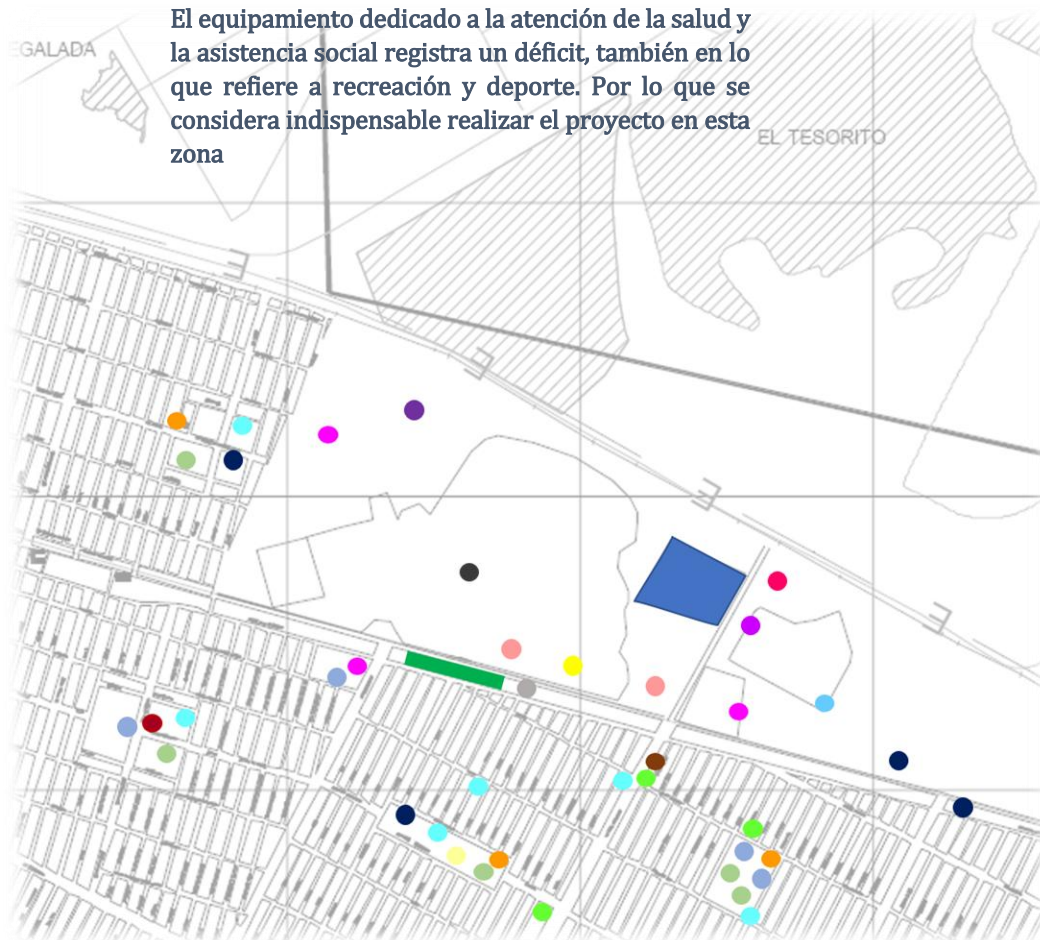 El equipamiento dedicado a la atención de la salud y
la asistencia social registra un déficit, también en lo
que refiere a recreación y deporte. Por lo que se
considera indispensable realizar el proyecto en esta
zona
EGALADA
EL TESORITO